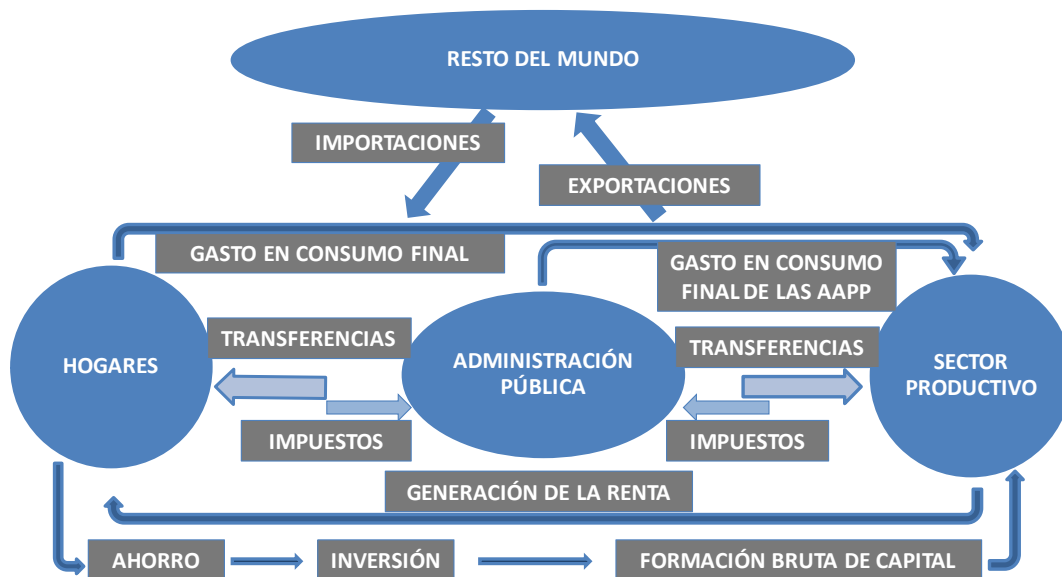 RESTO DEL MUNDO
IMPORTACIONES
EXPORTACIONES
GASTO EN CONSUMO FINAL
GASTO EN CONSUMO
FINAL DE LAS AAPP
TRANSFERENCIAS
TRANSFERENCIAS
HOGARES
ADMINISTRACIÓN
PÚBLICA
SECTOR
PRODUCTIVO
IMPUESTOS
IMPUESTOS
GENERACIÓN DE LA RENTA
AHORRO
INVERSIÓN
FORMACIÓN BRUTA DE CAPITAL